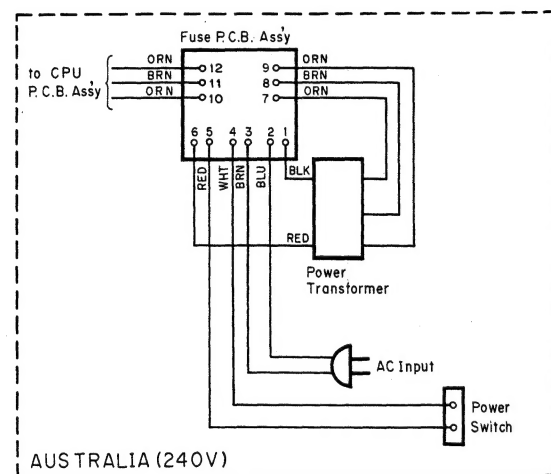 Fuse P.C.B. Ass'y
to CPU
P.C.B. Ass'y
ORN
BRN
ORN
12
11
10
9
8
7
ORN
BRN
ORN
6 5 4 3 2 1
RED
WHT
BRN
BLU
BLK
RED
Power
Transformer
AC Input
Power
Switch
AUSTRALIA (240V)